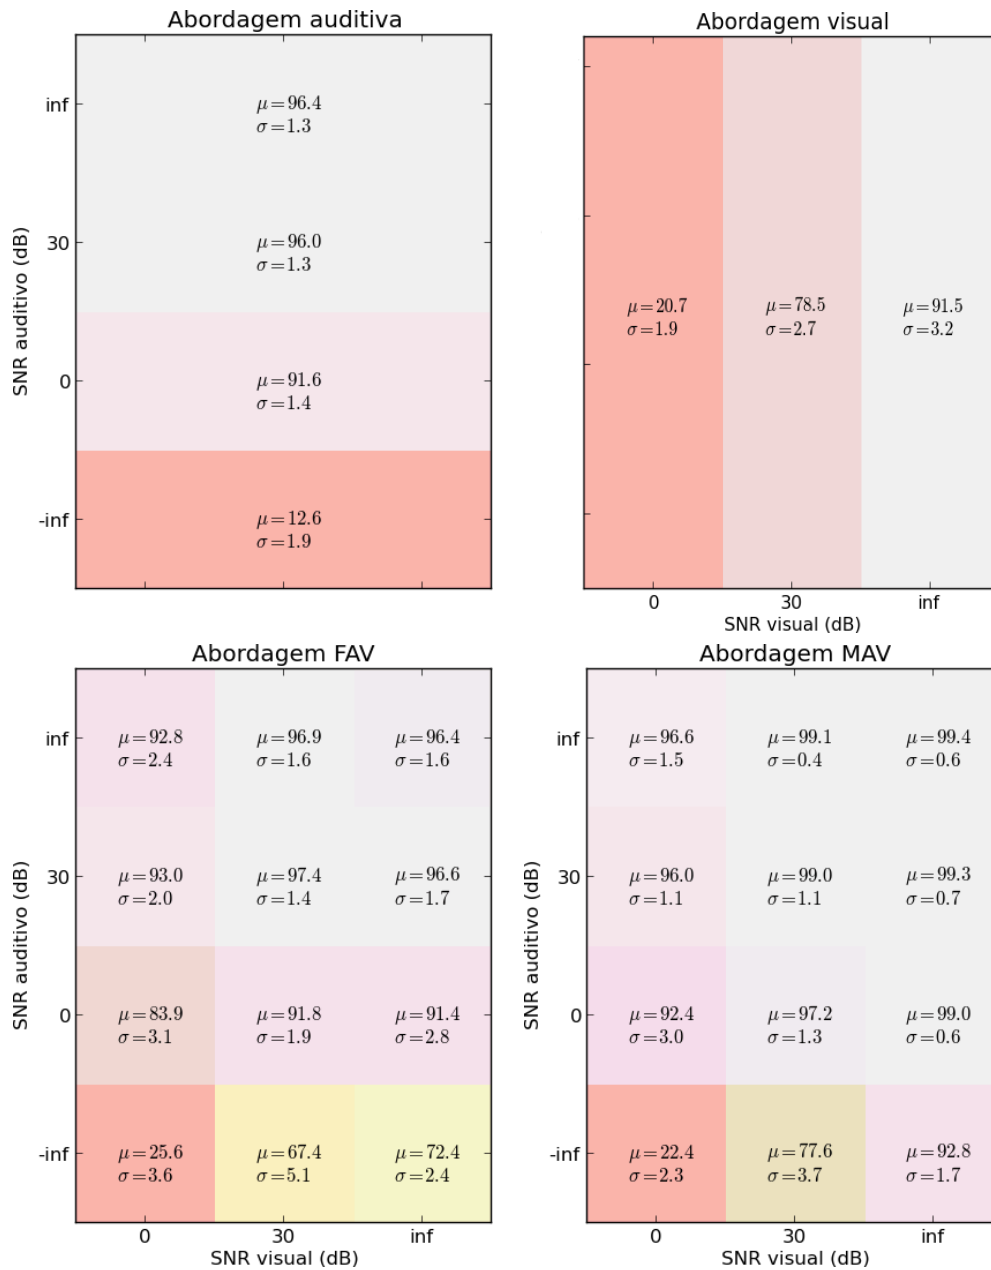 Abordagem auditiva
SNR auditivo (dB)
inf
μ=96.4
σ=1.3
30
μ=96.0
σ=1.3
0
μ=91.6
σ=1.4
-inf
μ=12.6
σ=1.9
Abordagem visual
μ=20.7
σ=1.9
μ=78.5
σ=2.7
μ=91.5
σ=3.2
0 30 inf
SNR visual (dB)
Abordagem FAV
SNR auditivo (dB)
inf
μ=92.8 μ=96.9 μ=96.4
σ=2.4 σ=1.6 σ=1.6
30
μ=93.0 μ=97.4 μ=96.6
σ=2.0 σ=1.4 σ=1.7
0
μ=83.9 μ=91.8 μ=91.4
σ=3.1 σ=1.9 σ=2.8
-inf
μ=25.6 μ=67.4 μ=72.4
σ=3.6 σ=5.1 σ=2.4
0 30 inf
SNR visual (dB)
Abordagem MAV
SNR auditivo (dB)
inf
μ=96.6 μ=99.1 μ=99.4
σ=1.5 σ=0.4 σ=0.6
30
μ=96.0 μ=99.0 μ=99.3
σ=1.1 σ=1.1 σ=0.7
0
μ=92.4 μ=97.2 μ=99.0
σ=3.0 σ=1.3 σ=0.6
-inf
μ=22.4 μ=77.6 μ=92.8
σ=2.3 σ=3.7 σ=1.7
0 30 inf
SNR visual (dB)